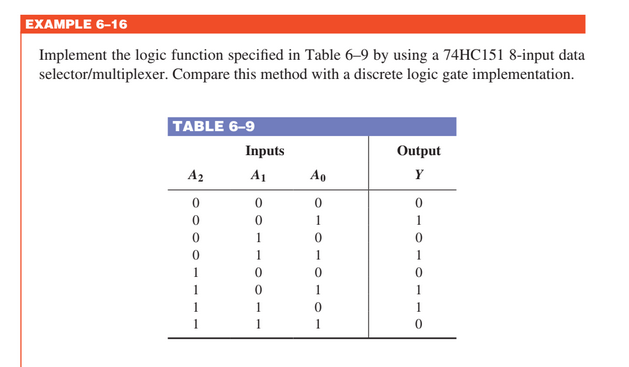 EXAMPLE 6–16
Implement the logic function specified in Table 6–9 by using a 74HC151 8-input data
selector/multiplexer. Compare this method with a discrete logic gate implementation.
TABLE 6–9
Inputs Output
A2 A1 A0 Y
0 0 0 0
0 0 1 1
0 1 0 0
0 1 1 1
1 0 0 0
1 0 1 1
1 1 0 1
1 1 1 0